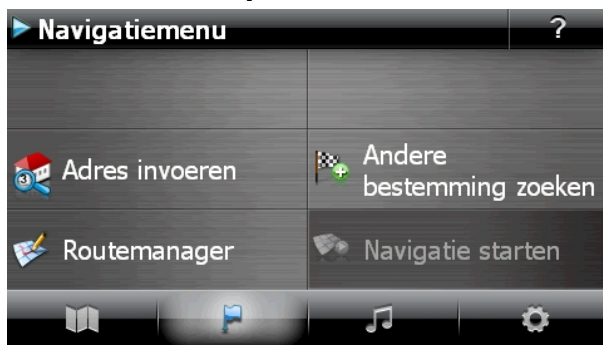 Navigatiemenu
?
Adres invoeren
Andere
bestemming zoeken
Routemanager
Navigatie starten